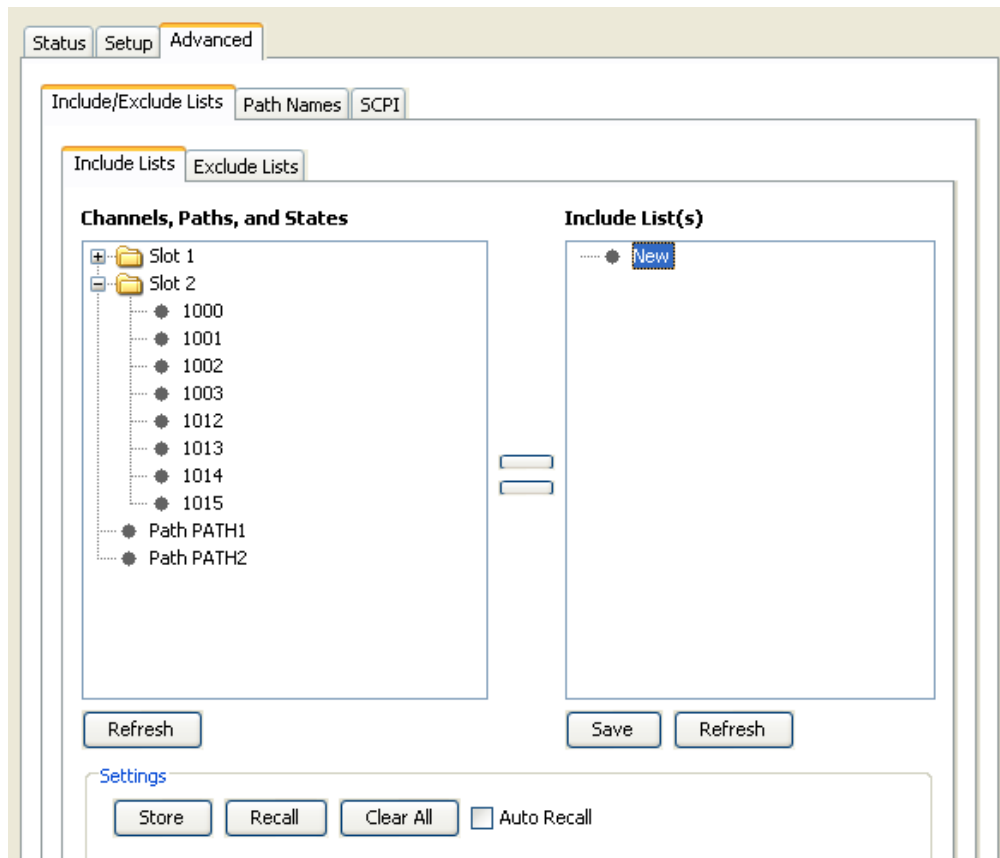 Status Setup Advanced
Include/Exclude Lists Path Names SCPI
Include Lists Exclude Lists
Channels, Paths, and States
Slot 1
Slot 2
1000
1001
1002
1003
1012
1013
1014
1015
Path PATH1
Path PATH2
Refresh
Include List(s)
New
Save Refresh
Settings
Store Recall Clear All Auto Recall